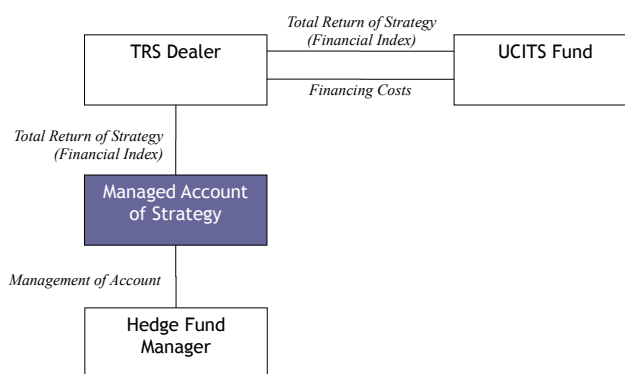 Total Return of Strategy
(Financial Index)
TRS Dealer
UCITS Fund
Financing Costs
Total Return of Strategy
(Financial Index)
Managed Account
of Strategy
Management of Account
Hedge Fund
Manager